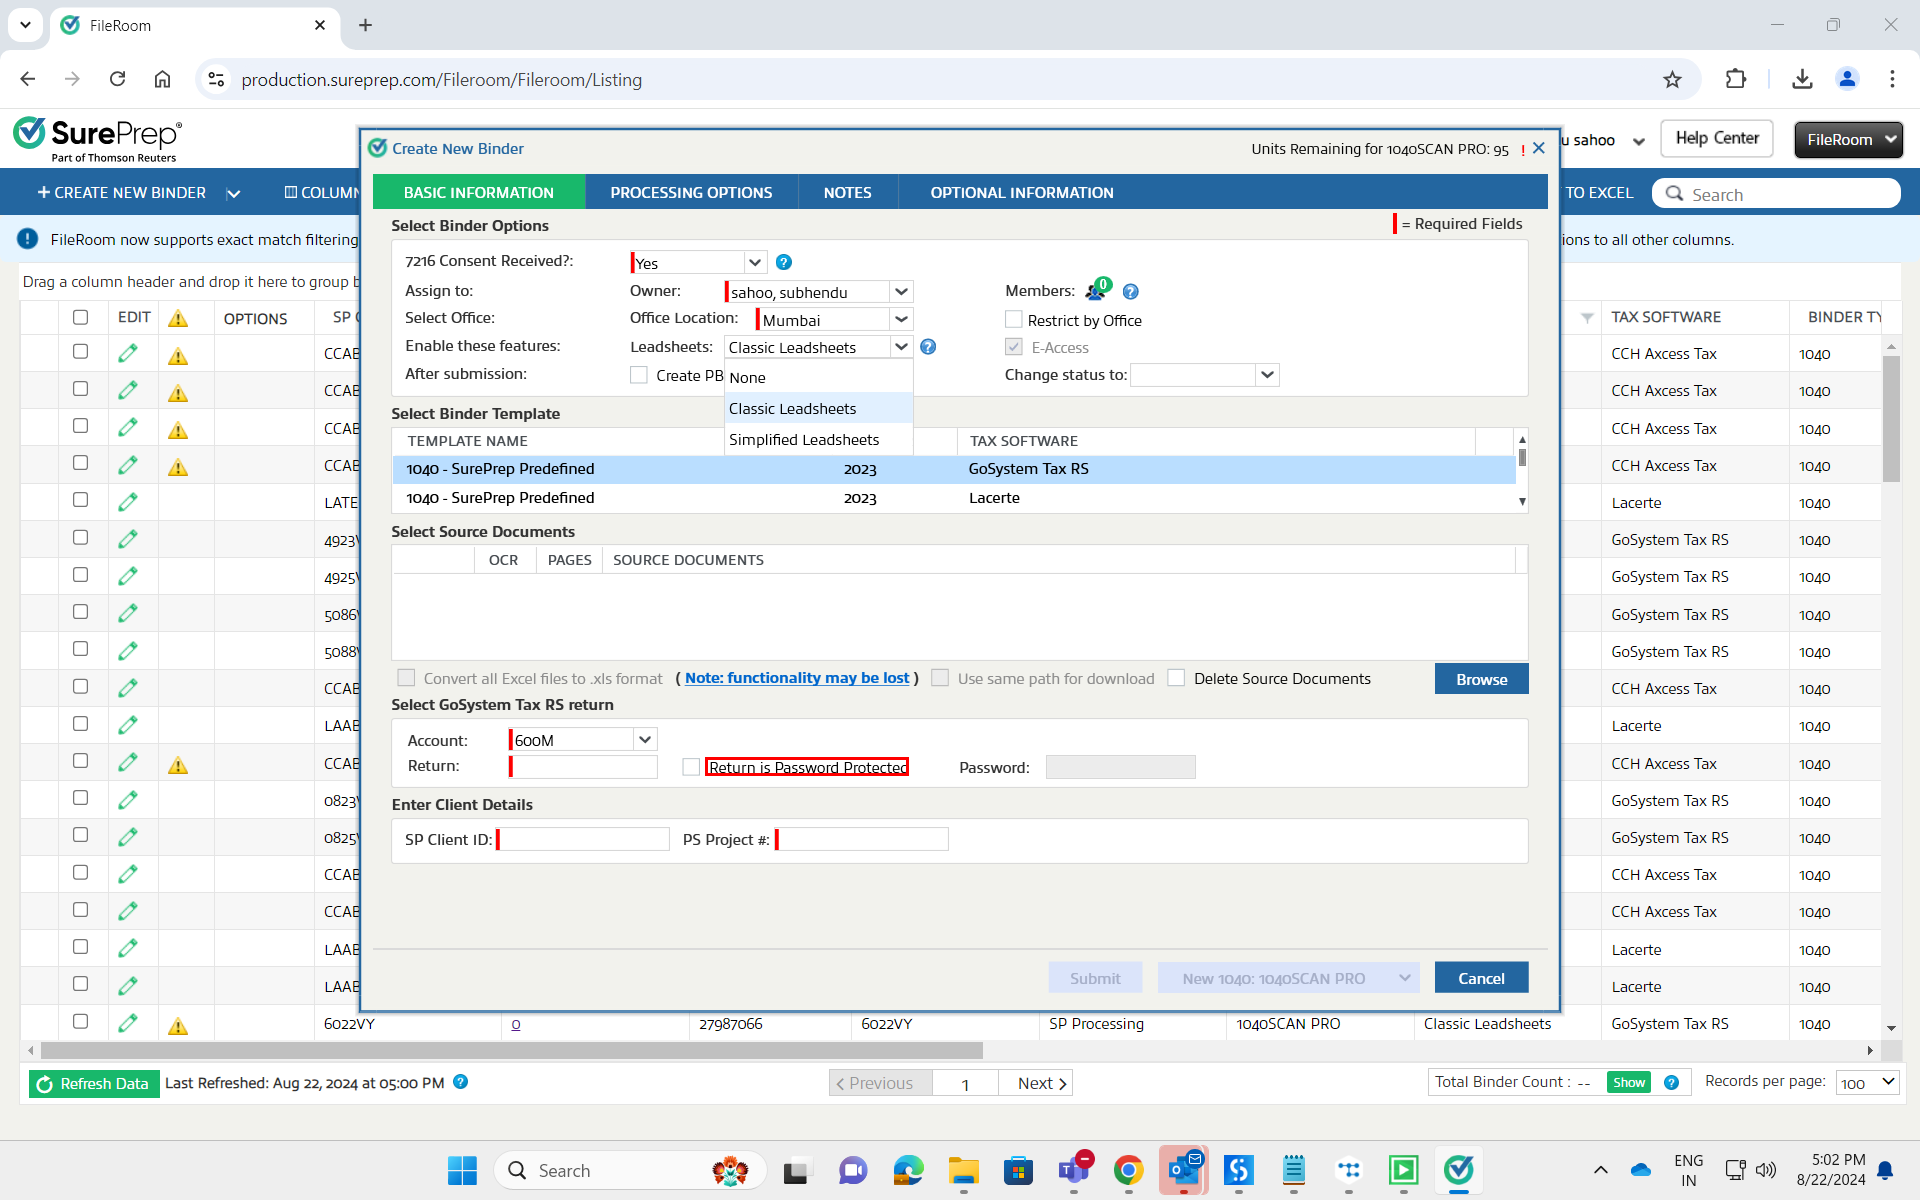 FileRoom
production.sureprep.com/Fileroom/Fileroom/Listing
SurePrep®
Part of Thomson Reuters
u sahoo
Help Center
FileRoom
+ CREATE NEW BINDER
COLUMN
TO EXCEL
Search
FileRoom now supports exact match filtering
ions to all other columns.
Drag a column header and drop it here to group b
EDIT
OPTIONS
SP C
TAX SOFTWARE
BINDER TY
Create New Binder
Units Remaining for 1040SCAN PRO: 95 !
BASIC INFORMATION
PROCESSING OPTIONS
NOTES
OPTIONAL INFORMATION
Select Binder Options
= Required Fields
7216 Consent Received?:
Yes
Assign to:
Owner:
sahoo, subhendu
Members:
0
Select Office:
Office Location:
Mumbai
Restrict by Office
Enable these features:
Leadsheets:
Classic Leadsheets
E-Access
After submission:
Create PB
Change status to:
None
Classic Leadsheets
Simplified Leadsheets
Select Binder Template
TEMPLATE NAME
TAX SOFTWARE
1040 - SurePrep Predefined 2023 GoSystem Tax RS
1040 - SurePrep Predefined 2023 Lacerte
Select Source Documents
OCR PAGES SOURCE DOCUMENTS
Convert all Excel files to .xls format
( Note: functionality may be lost )
Use same path for download
Delete Source Documents
Browse
Select GoSystem Tax RS return
Account:
600M
Return:
Return is Password Protected
Password:
Enter Client Details
SP Client ID:
PS Project #:
Submit
New 1040: 1040SCAN PRO
Cancel
CCAB CCH Axcess Tax 1040
CCAB CCH Axcess Tax 1040
CCAB CCH Axcess Tax 1040
CCAB CCH Axcess Tax 1040
LATE Lacerte 1040
4923V GoSystem Tax RS 1040
4925V GoSystem Tax RS 1040
5086V GoSystem Tax RS 1040
5088V GoSystem Tax RS 1040
CCAB CCH Axcess Tax 1040
LAAB Lacerte 1040
CCAB CCH Axcess Tax 1040
0823V GoSystem Tax RS 1040
0825V GoSystem Tax RS 1040
CCAB CCH Axcess Tax 1040
CCAB CCH Axcess Tax 1040
LAAB Lacerte 1040
LAAB Lacerte 1040
6022VY 0 27987066 6022VY SP Processing 1040SCAN PRO Classic Leadsheets GoSystem Tax RS 1040
Refresh Data
Last Refreshed: Aug 22, 2024 at 05:00 PM
Previous
1
Next
Total Binder Count : --
Show
Records per page:
100
Search
ENG
IN
5:02 PM
8/22/2024